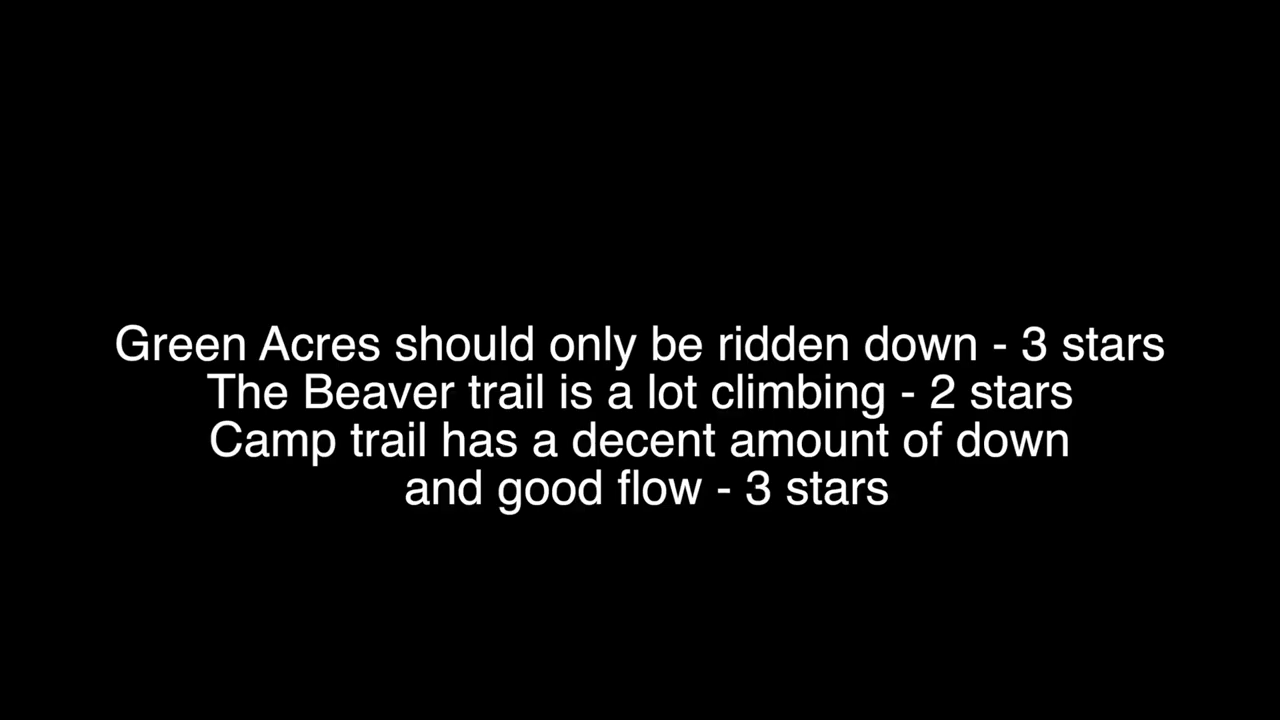 Green Acres should only be ridden down - 3 stars
The Beaver trail is a lot climbing - 2 stars
Camp trail has a decent amount of down
and good flow - 3 stars